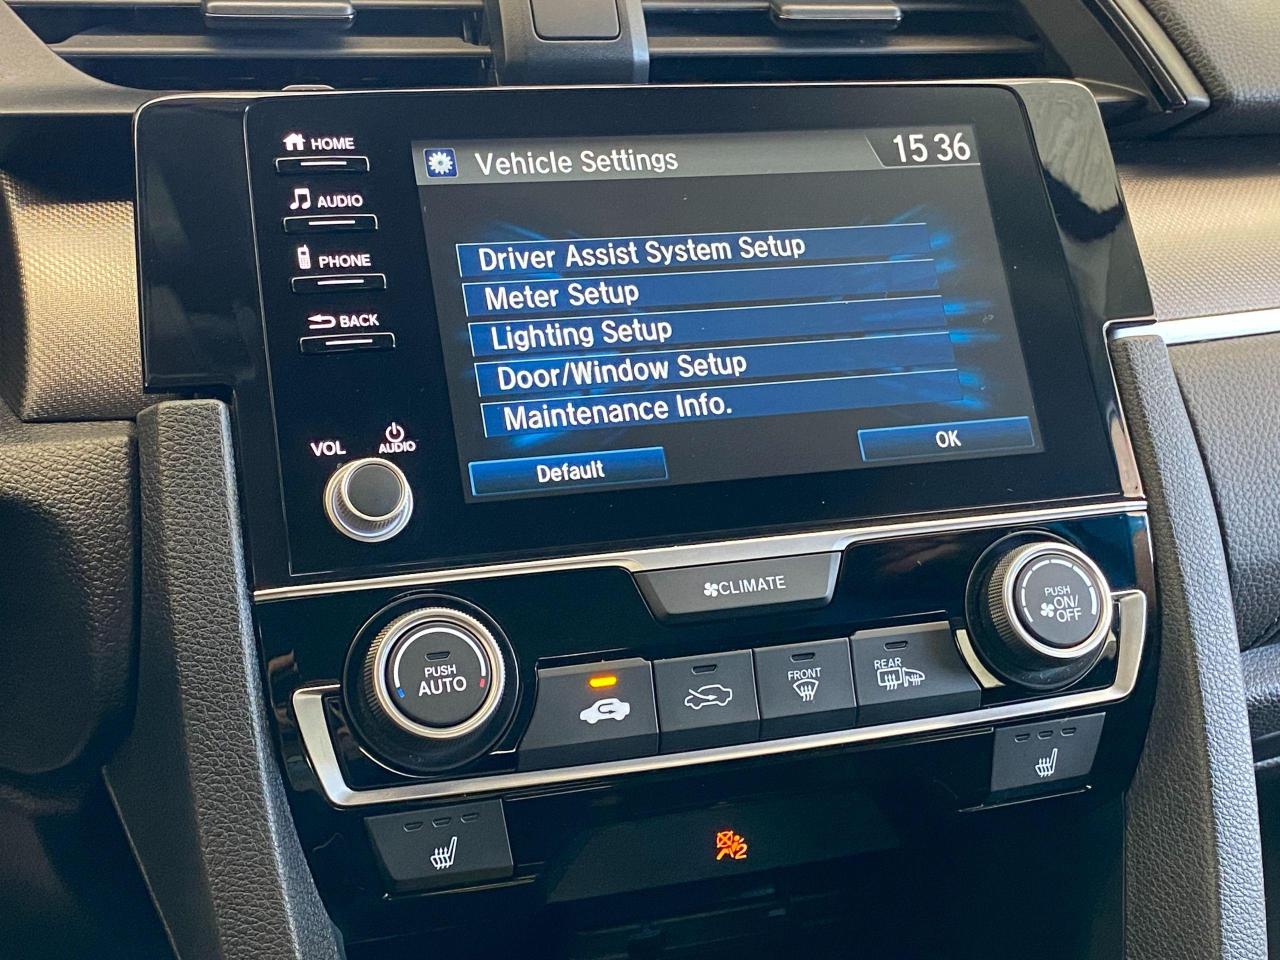 HOME
AUDIO
PHONE
BACK
VOL
AUDIO
Vehicle Settings
15 36
Driver Assist System Setup
Meter Setup
Lighting Setup
Door/Window Setup
Maintenance Info.
Default
OK
CLIMATE
PUSH
AUTO
FRONT
REAR
PUSH
ON/
OFF
2